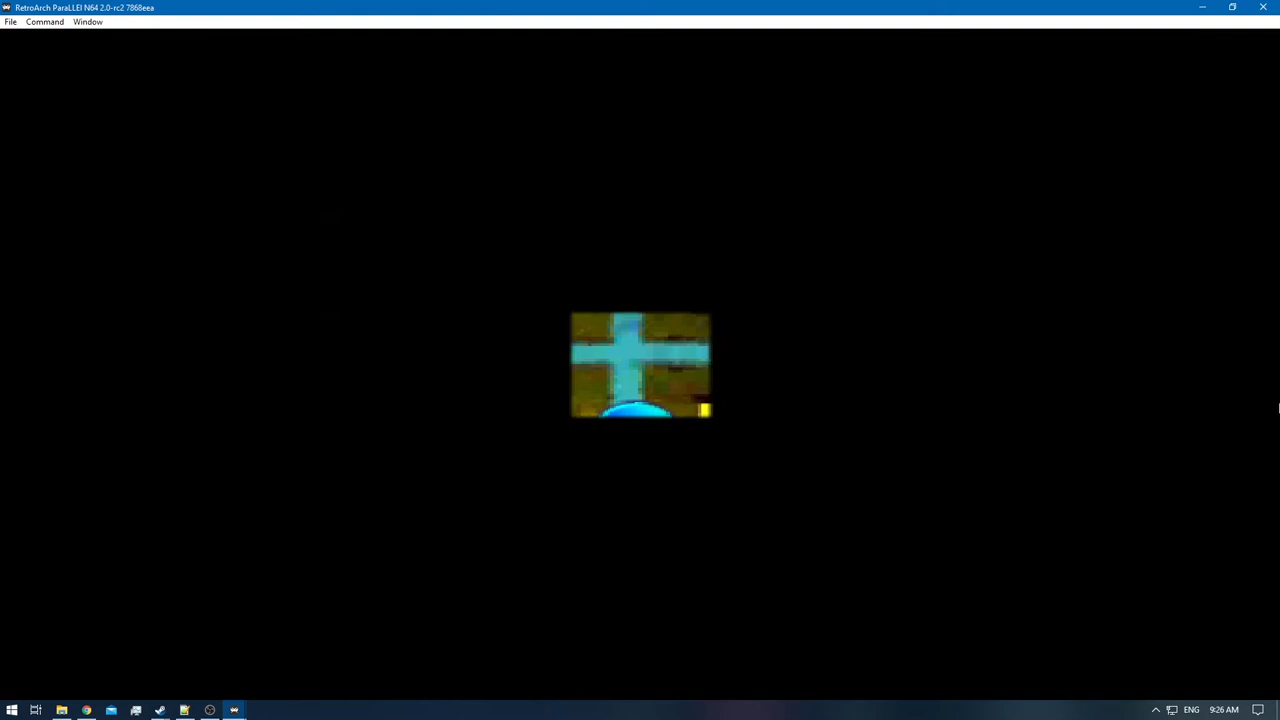 RetroArch ParaLLEl N64 2.0-rc2 7868eea
File Command Window
ENG 9:26 AM